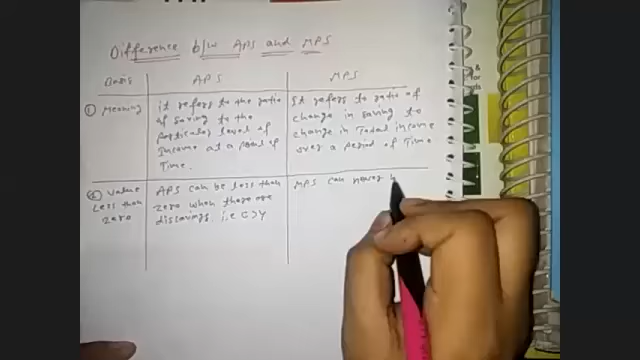 Difference b/w APS and MPS
Basis
APS
MPS
① Meaning
it refers to the ratio
of saving to the
particular level of
Income at a point of
Time.
It refers to ratio of
change in saving to
change in Total income
over a period of Time
② Value
Less than
zero
APS can be less than
zero when there are
dissavings. i.e C>Y
MPS can never